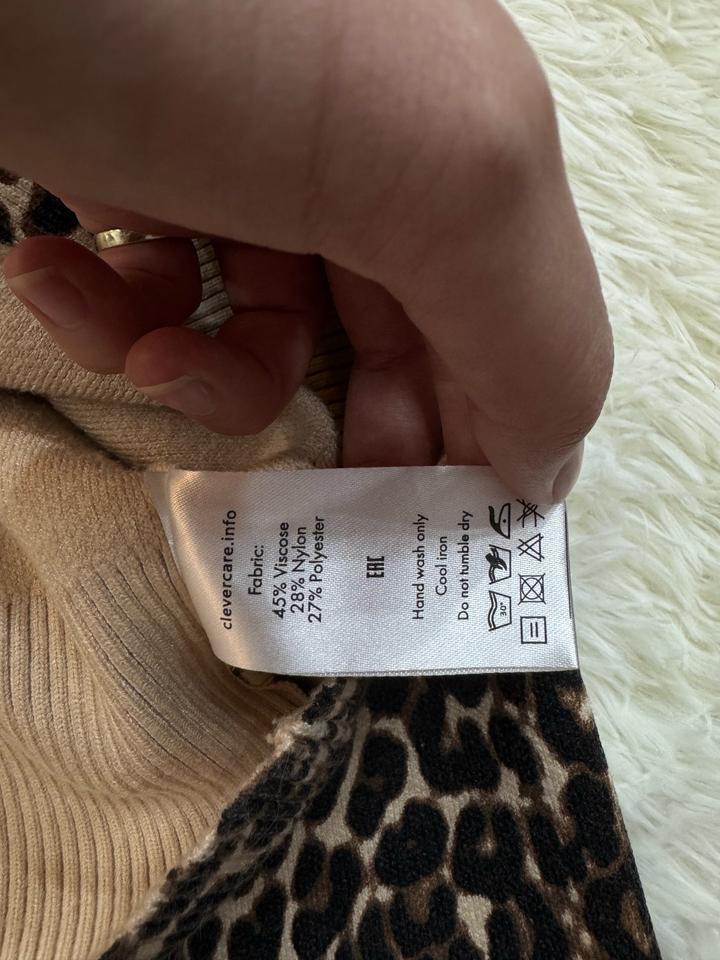 clevercare.info
Fabric:
45% Viscose
28% Nylon
27% Polyester
EAC
Hand wash only
Cool iron
Do not tumble dry
30°